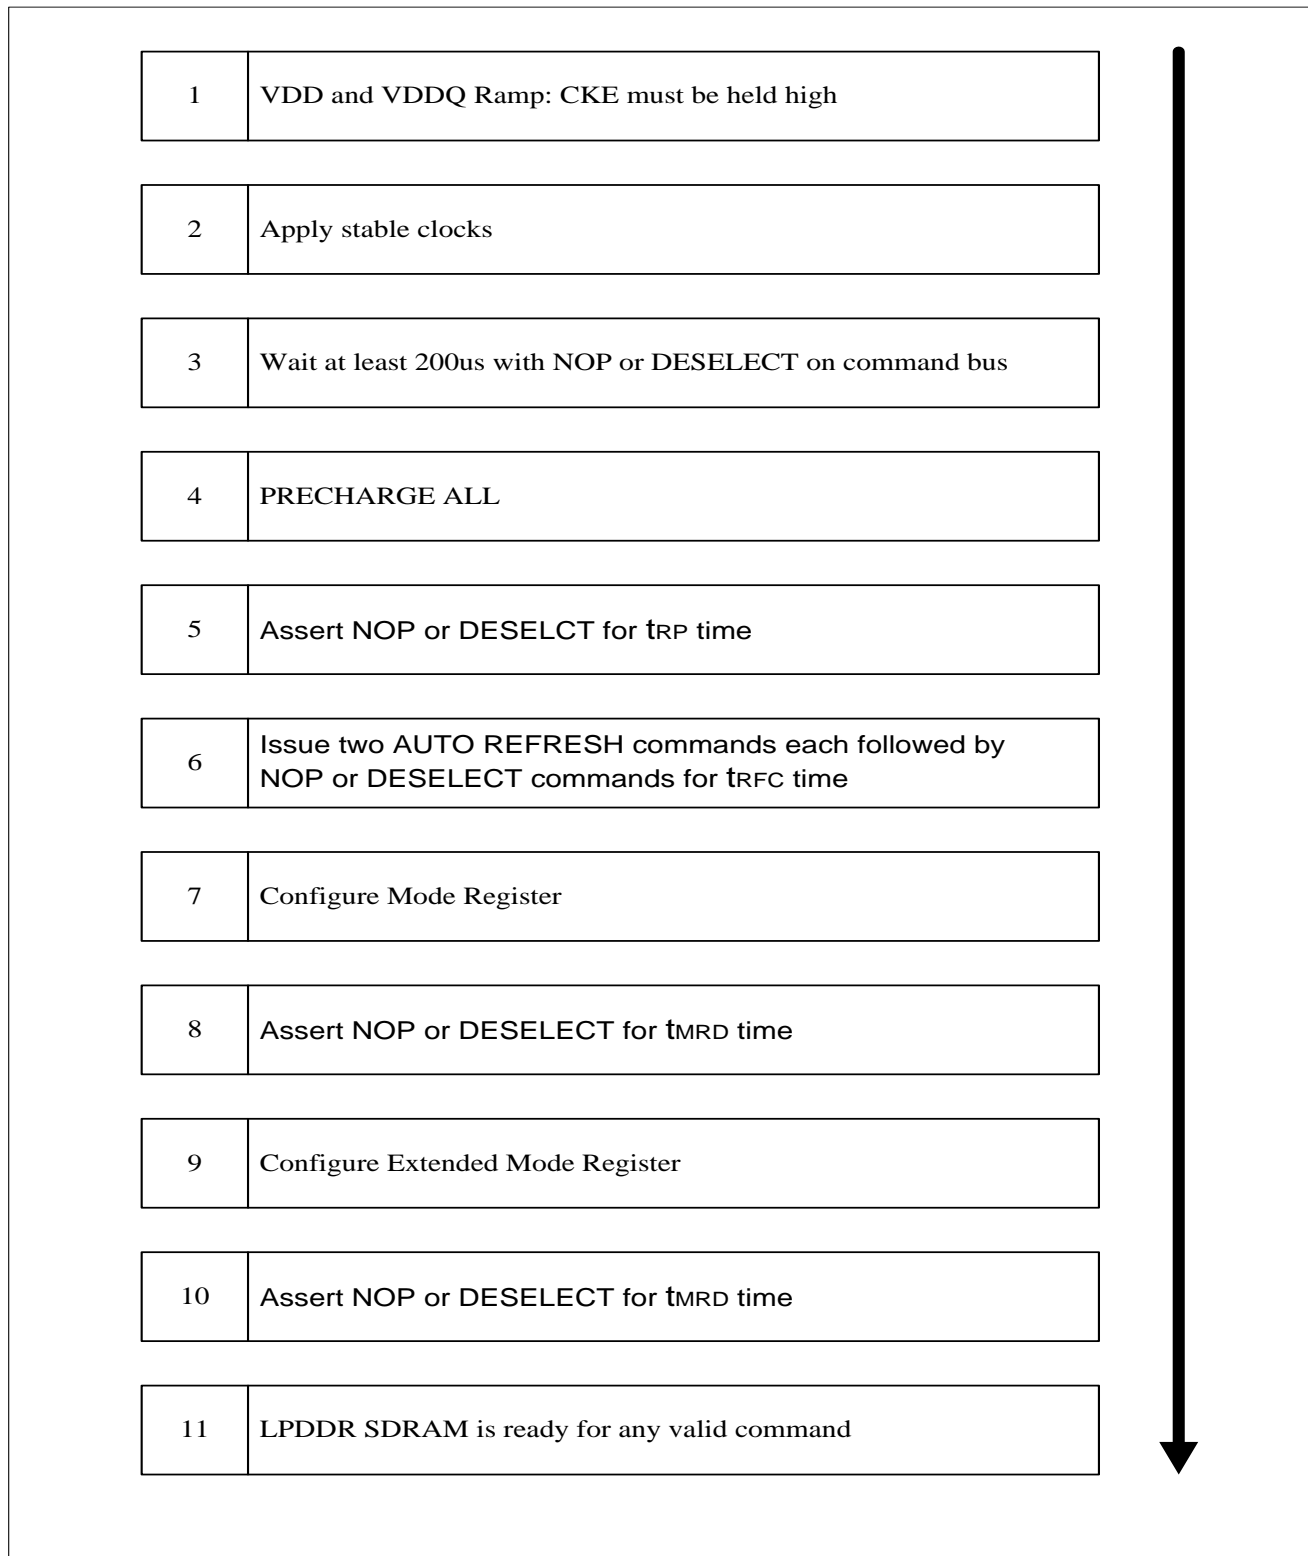 1 VDD and VDDQ Ramp: CKE must be held high
2 Apply stable clocks
3 Wait at least 200us with NOP or DESELECT on command bus
4 PRECHARGE ALL
5 Assert NOP or DESELCT for tRP time
6 Issue two AUTO REFRESH commands each followed by
NOP or DESELECT commands for tRFC time
7 Configure Mode Register
8 Assert NOP or DESELECT for tMRD time
9 Configure Extended Mode Register
10 Assert NOP or DESELECT for tMRD time
11 LPDDR SDRAM is ready for any valid command